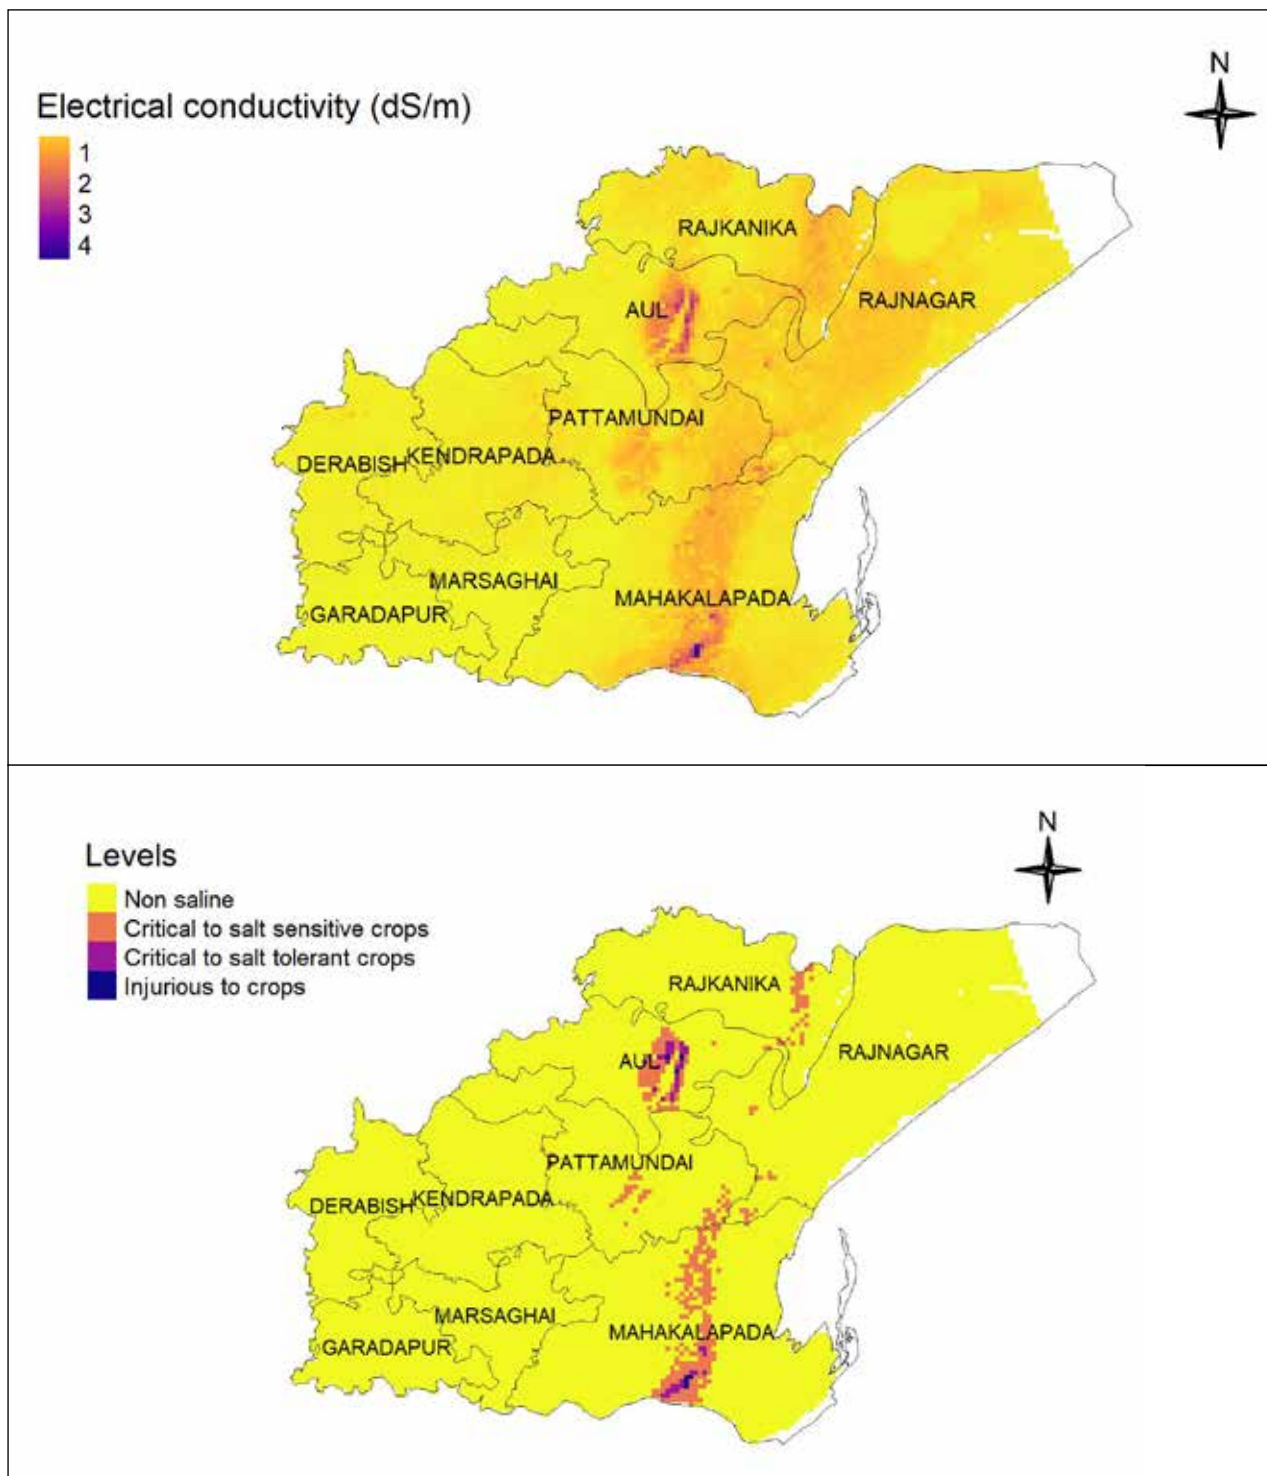 N
Electrical conductivity (dS/m)
1
2
3
4
RAJKANIKA
RAJNAGAR
AUL
PATTAMUNDAI
DERABISH
KENDRAPADA
MARSAGHAI
MAHAKALAPADA
GARADAPUR
N
Levels
Non saline
Critical to salt sensitive crops
Critical to salt tolerant crops
Injurious to crops
RAJKANIKA
RAJNAGAR
AUL
PATTAMUNDAI
DERABISH
KENDRAPADA
MARSAGHAI
MAHAKALAPADA
GARADAPUR